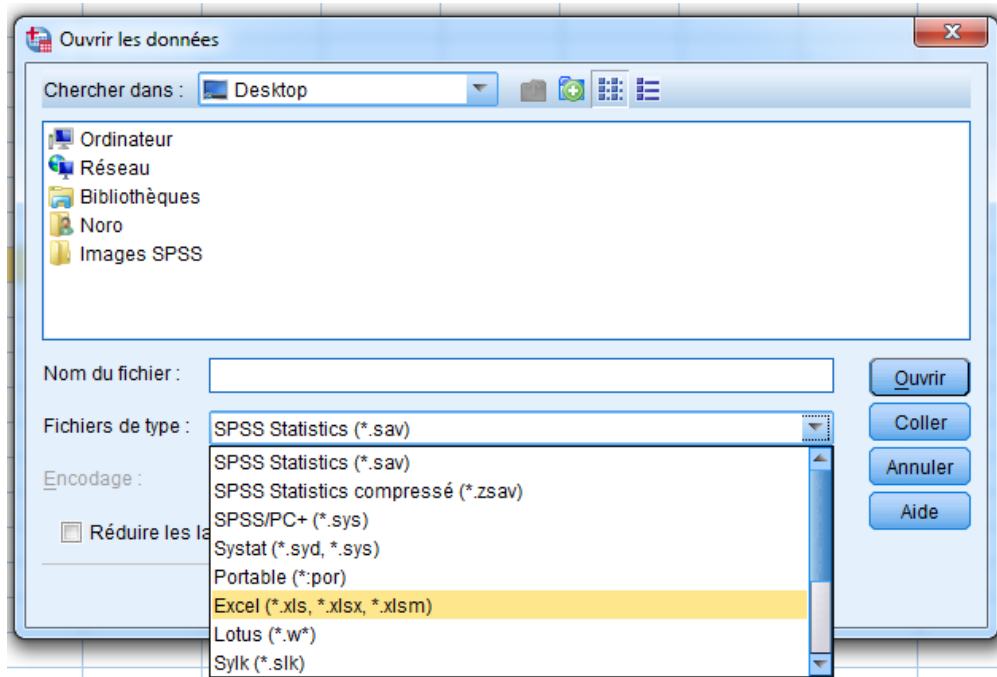 Ouvrir les données
Chercher dans : Desktop
Ordinateur
Réseau
Bibliothèques
Noro
Images SPSS
Nom du fichier :
Ouvrir
Fichiers de type : SPSS Statistics (*.sav)
Coller
SPSS Statistics (*.sav)
Encodage :
Annuler
SPSS Statistics compressé (*.zsav)
SPSS/PC+ (*.sys)
Aide
Réduire les
Systat (*.syd, *.sys)
Portable (*:por)
Excel (*.xls, *.xlsx, *.xlsm)
Lotus (*.w*)
Sylk (*.slk)